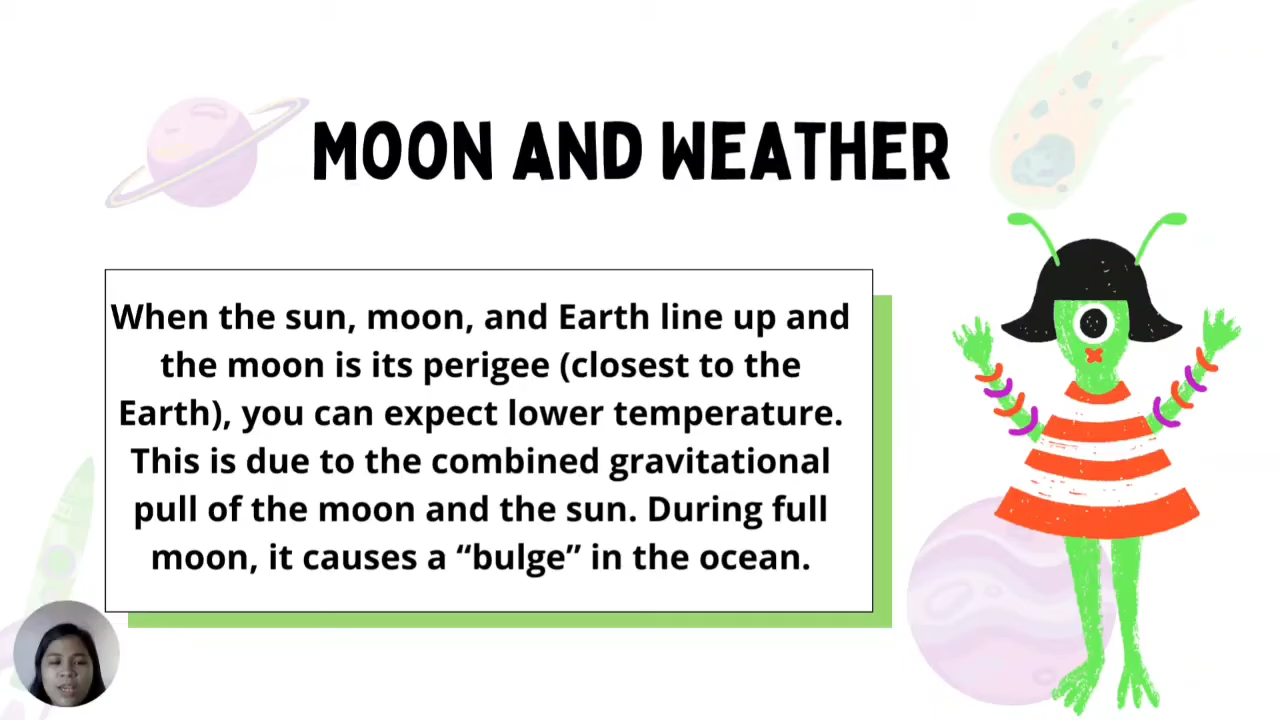 MOON AND WEATHER
When the sun, moon, and Earth line up and
the moon is its perigee (closest to the
Earth), you can expect lower temperature.
This is due to the combined gravitational
pull of the moon and the sun. During full
moon, it causes a “bulge” in the ocean.